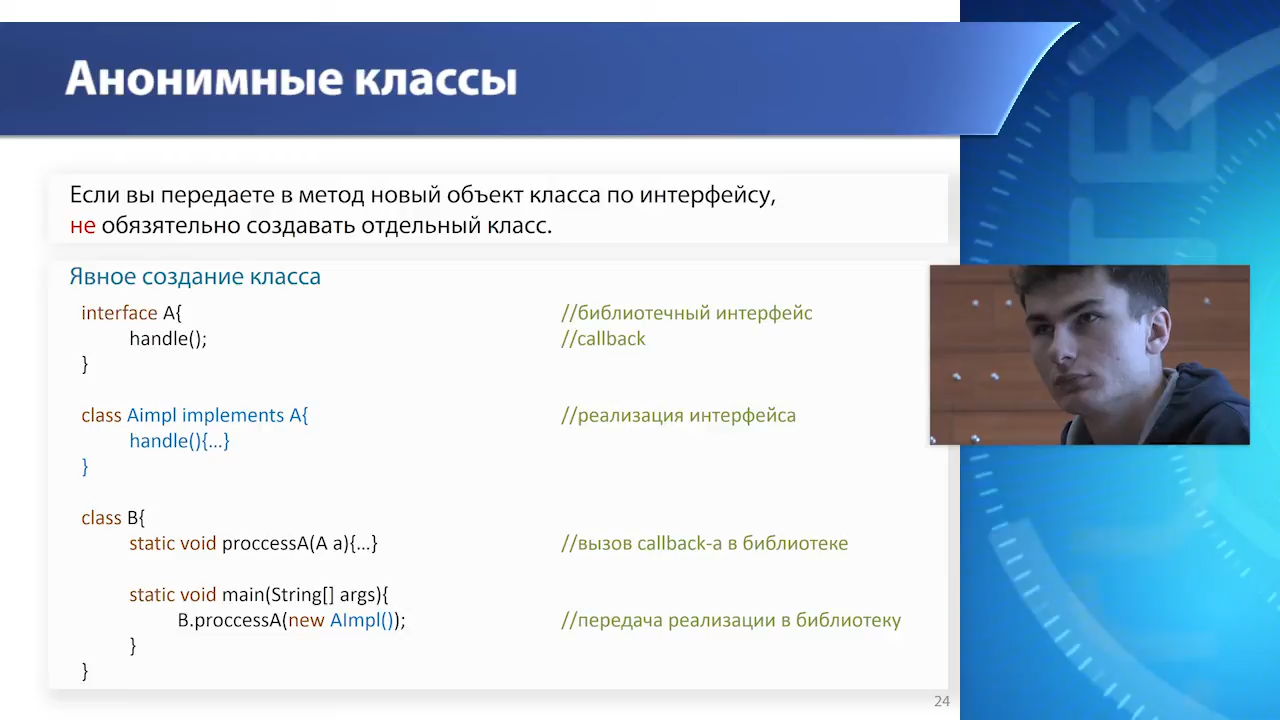 Анонимные классы
Если вы передаете в метод новый объект класса по интерфейсу,
не обязятельно создавать отдельный класс.
Явное создание класса
interface A{ //библиотечный интерфейс
handle(); //callback
}
class Aimpl implements A{ //реализация интерфейса
handle(){...}
}
class B{
static void proccessA(A a){...} //вызов callback-а в библиотеке
static void main(String[] args){
B.proccessA(new AImpl()); //передача реализации в библиотеку
}
}
24